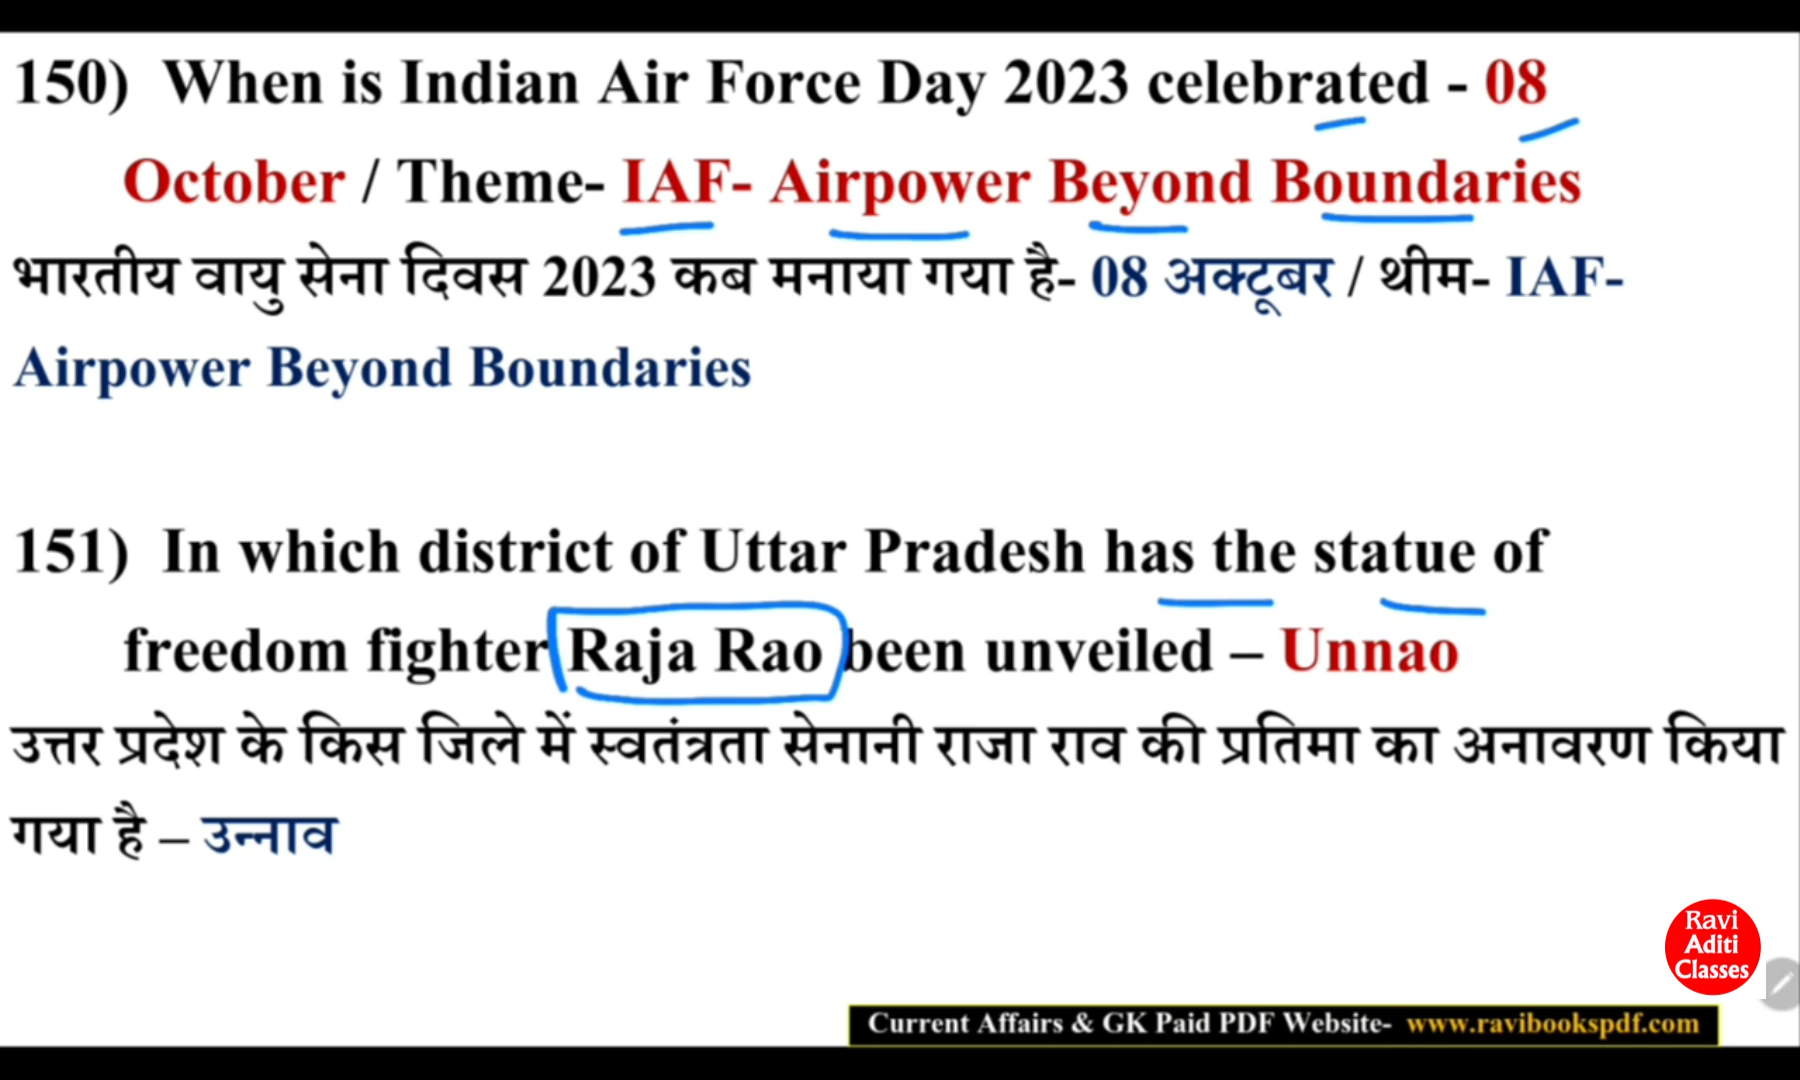 150) When is Indian Air Force Day 2023 celebrated - 08
October / Theme- IAF- Airpower Beyond Boundaries
भारतीय वायु सेना दिवस 2023 कब मनाया गया है- 08 अक्टूबर / थीम- IAF-
Airpower Beyond Boundaries
151) In which district of Uttar Pradesh has the statue of
freedom fighter Raja Rao been unveiled – Unnao
उत्तर प्रदेश के किस जिले में स्वतंत्रता सेनानी राजा राव की प्रतिमा का अनावरण किया
गया है – उन्नाव
Ravi
Aditi
Classes
Current Affairs & GK Paid PDF Website- www.ravibookspdf.com